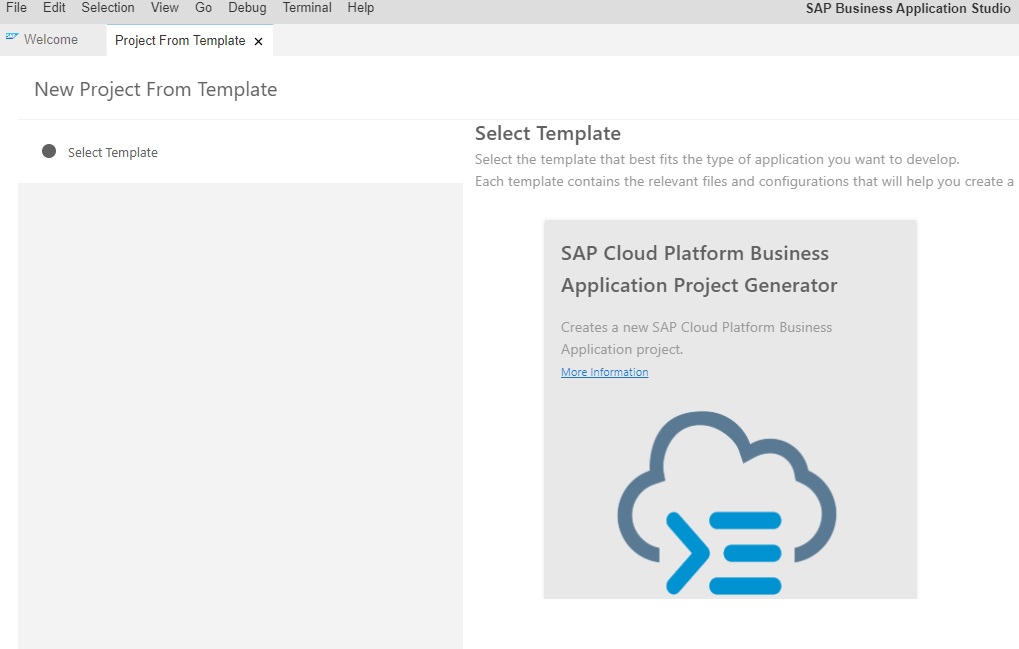 File Edit Selection View Go Debug Terminal Help SAP Business Application Studio
SAP Welcome Project From Template ×
New Project From Template
Select Template
Select Template
Select the template that best fits the type of application you want to develop.
Each template contains the relevant files and configurations that will help you create a
SAP Cloud Platform Business
Application Project Generator
Creates a new SAP Cloud Platform Business
Application project.
More Information